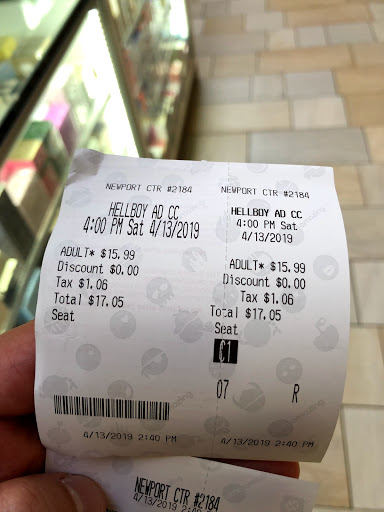 NEWPORT CTR #2184
HELLBOY AD CC
4:00 PM Sat 4/13/2019
ADULT* $15.99
Discount $0.00
Tax $1.06
Total $17.05
Seat
4/13/2019 2:40 PM
NEWPORT CTR #2184
HELLBOY AD CC
4:00 PM Sat
4/13/2019
ADULT* $15.99
Discount $0.00
Tax $1.06
Total $17.05
Seat
01
07 R
4/13/2019 2:40 PM
NEWPORT CTR #2184